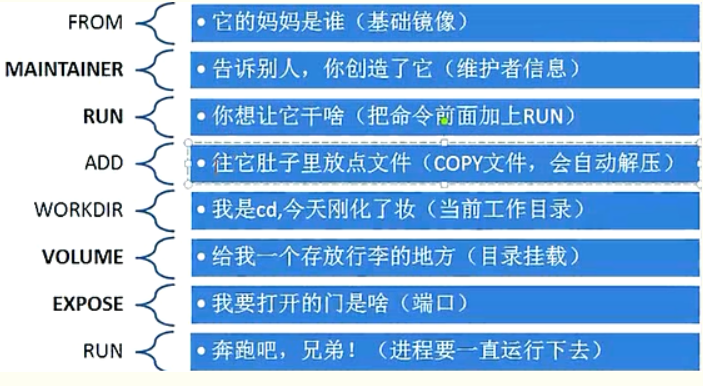 FROM
• 它的妈妈是谁（基础镜像）
MAINTAINER
• 告诉别人，你创造了它（维护者信息）
RUN
• 你想让它干啥（把命令前面加上RUN）
ADD
• 往它肚子里放点文件（COPY文件，会自动解压）
WORKDIR
• 我是cd,今天刚化了妆（当前工作目录）
VOLUME
• 给我一个存放行李的地方（目录挂载）
EXPOSE
• 我要打开的门是啥（端口）
RUN
• 奔跑吧，兄弟！（进程要一直运行下去）